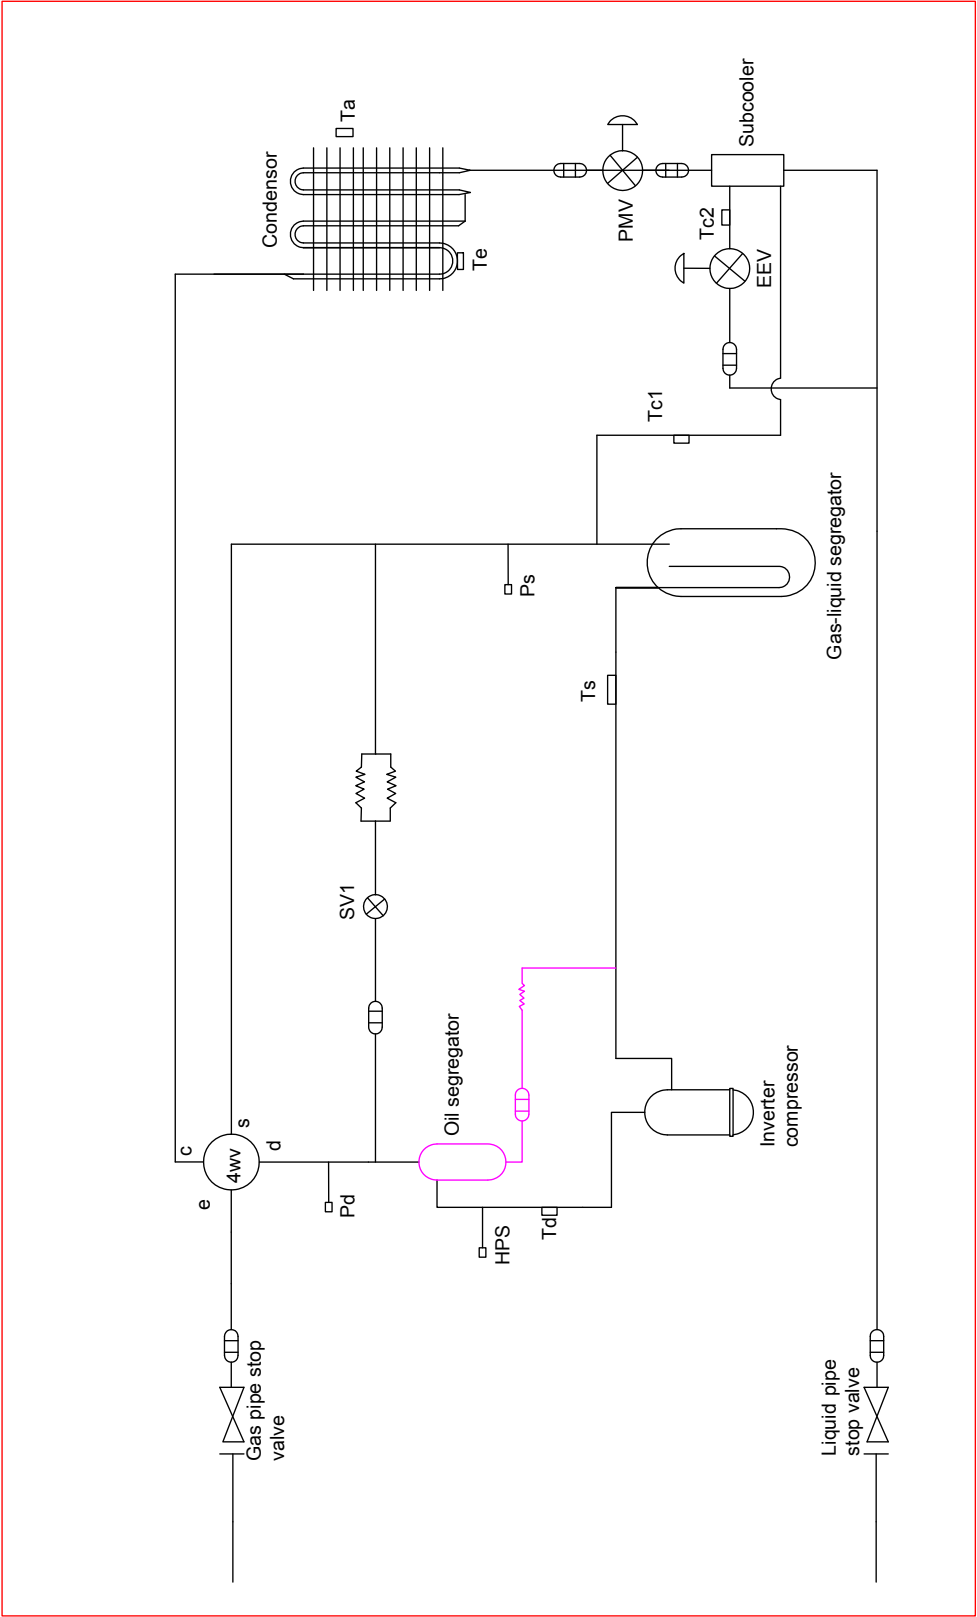 Condensor
Ta
Te
PMV
Subcooler
Tc2
EEV
Tc1
Ps
Gas-liquid segregator
Ts
SV1
Oil segregator
Inverter
compressor
c
s
4wv
d
e
Pd
HPS
Td
Gas pipe stop
valve
Liquid pipe
stop valve